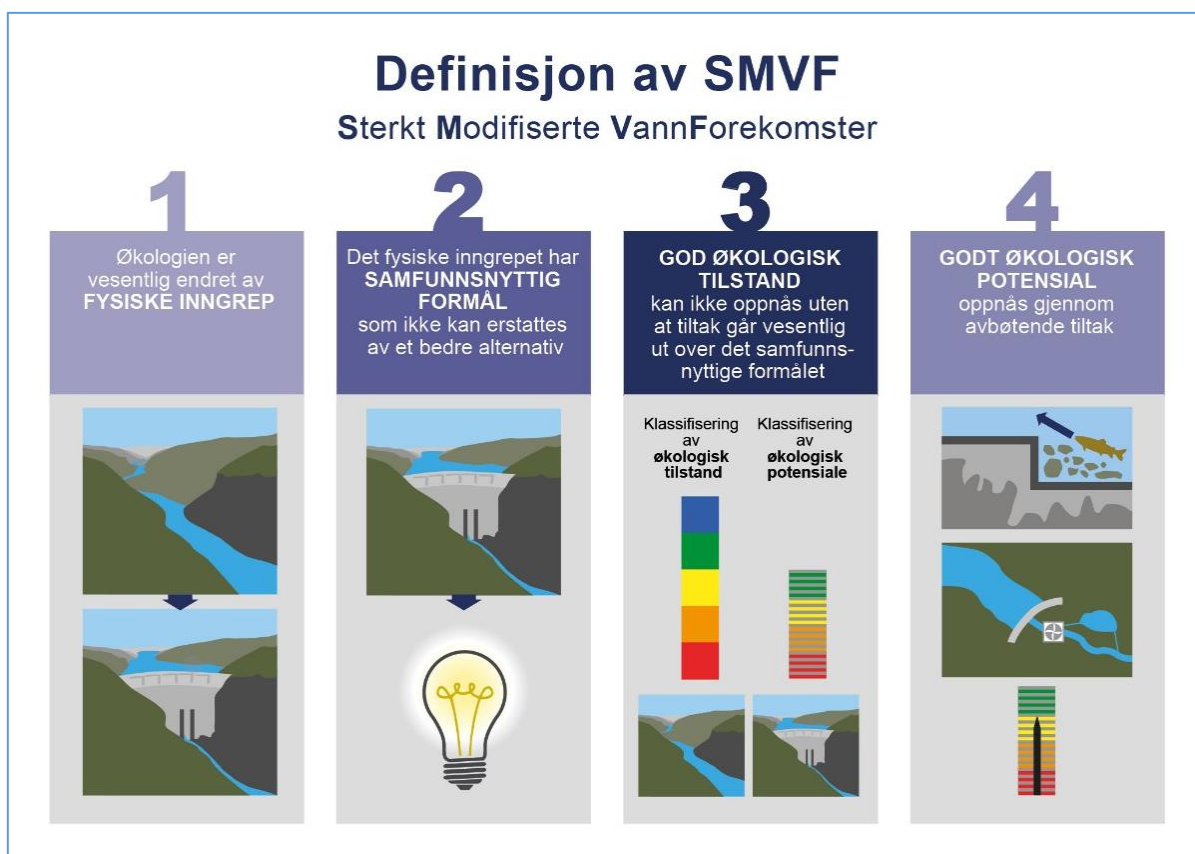 Definisjon av SMVF
Sterkt Modifiserte VannForekomster
1
Økologien er
vesentlig endret av
FYSISKE INNGREP
2
Det fysiske inngrepet har
SAMFUNNSNYTTIG
FORMÅL
som ikke kan erstattes
av et bedre alternativ
3
GOD ØKOLOGISK
TILSTAND
kan ikke oppnås uten
at tiltak går vesentlig
ut over det samfunns-
nyttige formålet
Klassifisering
av
økologisk
tilstand
Klassifisering
av
økologisk
potensiale
4
GODT ØKOLOGISK
POTENSIAL
oppnås gjennom
avbøtende tiltak